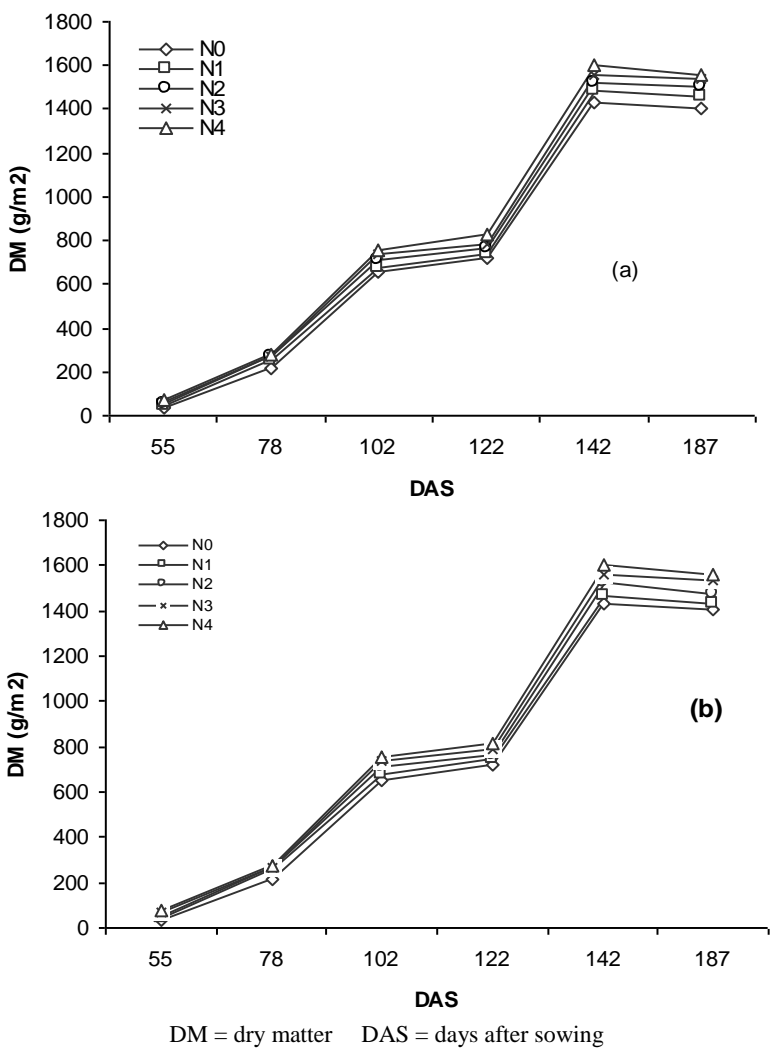 1800
1600
1400
1200
1000
800
600
400
200
0
DM (g/m2)
N0
N1
N2
N3
N4
(a)
55 78 102 122 142 187
DAS
1800
1600
1400
1200
1000
800
600
400
200
0
DM (g/m2)
N0
N1
N2
N3
N4
(b)
55 78 102 122 142 187
DAS
DM = dry matter DAS = days after sowing